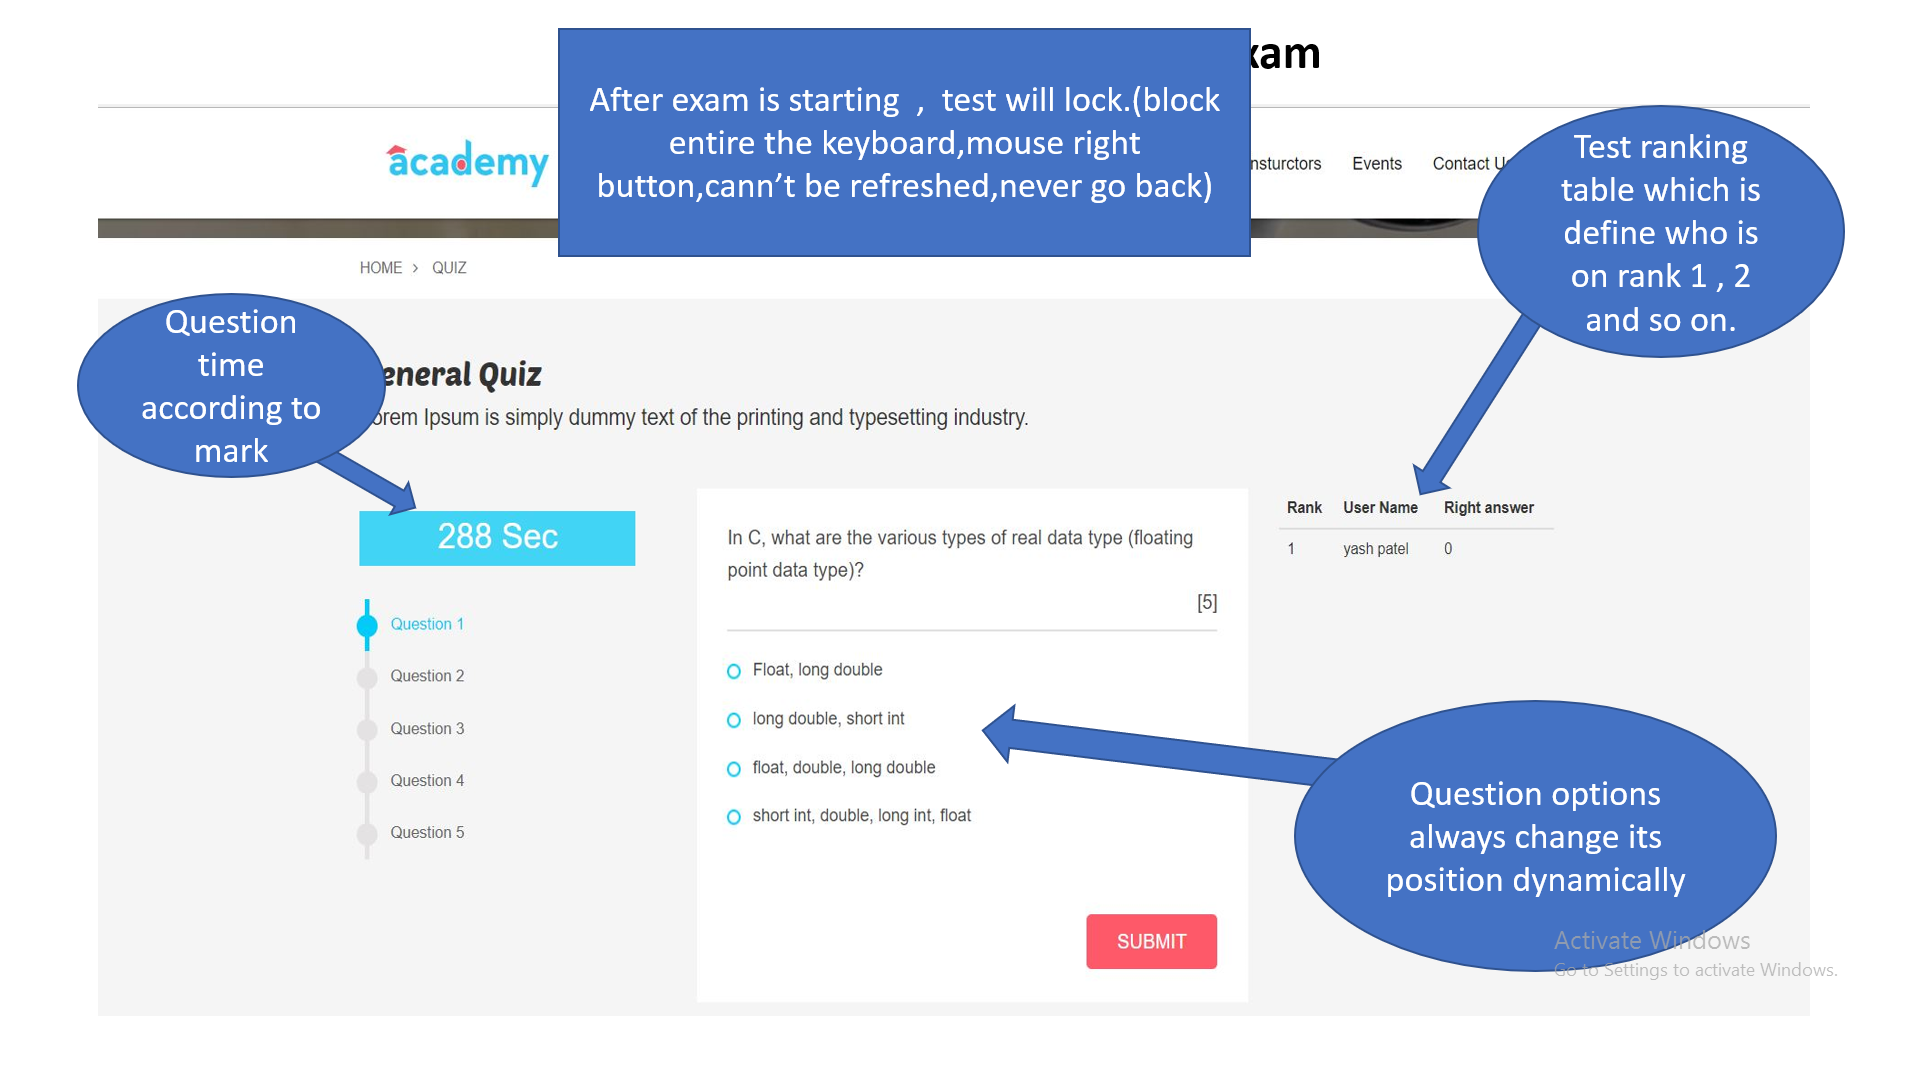 After exam is starting , test will lock.(block
entire the keyboard,mouse right
button,cann't be refreshed,never go back)
academy
Events
Contact
Test ranking
table which is
define who is
on rank 1 , 2
and so on.
HOME > QUIZ
Question
time
according to
mark
Quiz
Ipsum is simply dummy text of the printing and typesetting industry.
288 Sec
Question 1
Question 2
Question 3
Question 4
Question 5
In C, what are the various types of real data type (floating
point data type)?
[5]
Float, long double
long double, short int
float, double, long double
short int, double, long int, float
SUBMIT
Rank User Name Right answer
1 yash patel 0
Question options
always change its
position dynamically
Activate Windows
Go to Settings to activate Windows.